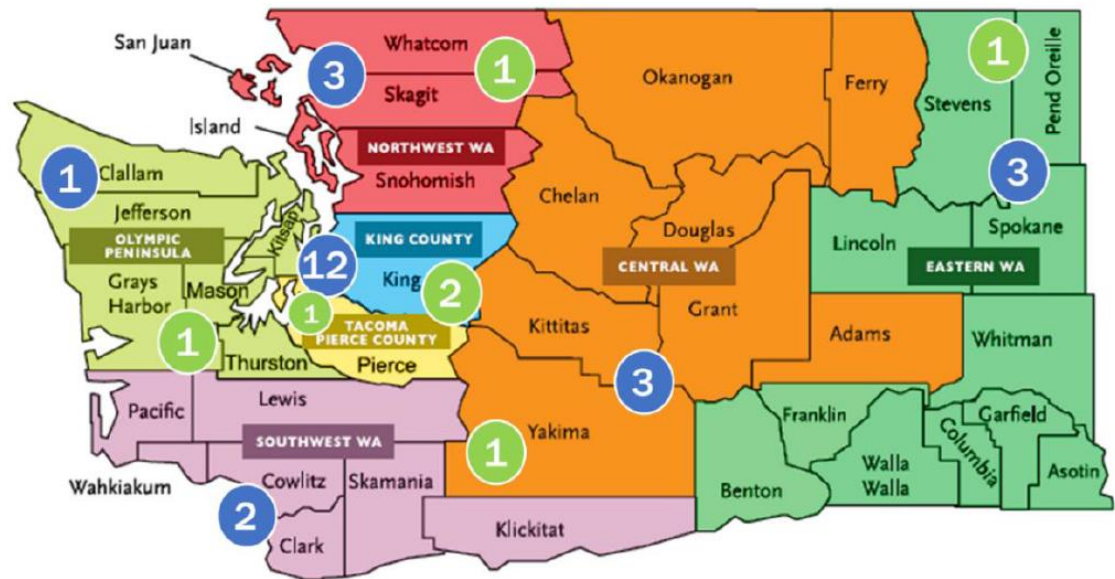 San Juan
Whatcom
3
1
Skagit
Island
NORTHWEST WA
Snohomish
Okanogan
Ferry
Stevens
1
Pend Oreille
3
1
Clallam
Jefferson
Kitsap
OLYMPIC
PENINSULA
Grays
Harbor
Mason
1
Thurston
KING COUNTY
12
King
2
1
TACOMA
PIERCE COUNTY
Pierce
Chelan
Douglas
CENTRAL WA
Grant
Kittitas
Adams
3
Yakima
1
Lincoln
Spokane
EASTERN WA
Whitman
Franklin
Garfield
Columbia
Walla
Walla
Asotin
Benton
Pacific
Lewis
SOUTHWEST WA
Wahkiakum
Cowlitz
Skamania
2
Clark
Klickitat